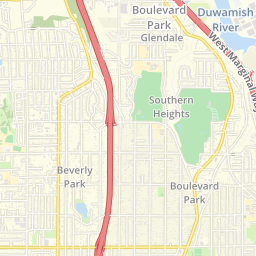 Boulevard
Park
Glendale
Duwamish
River
West Marginal Way
Southern
Heights
Beverly
Park
Boulevard
Park